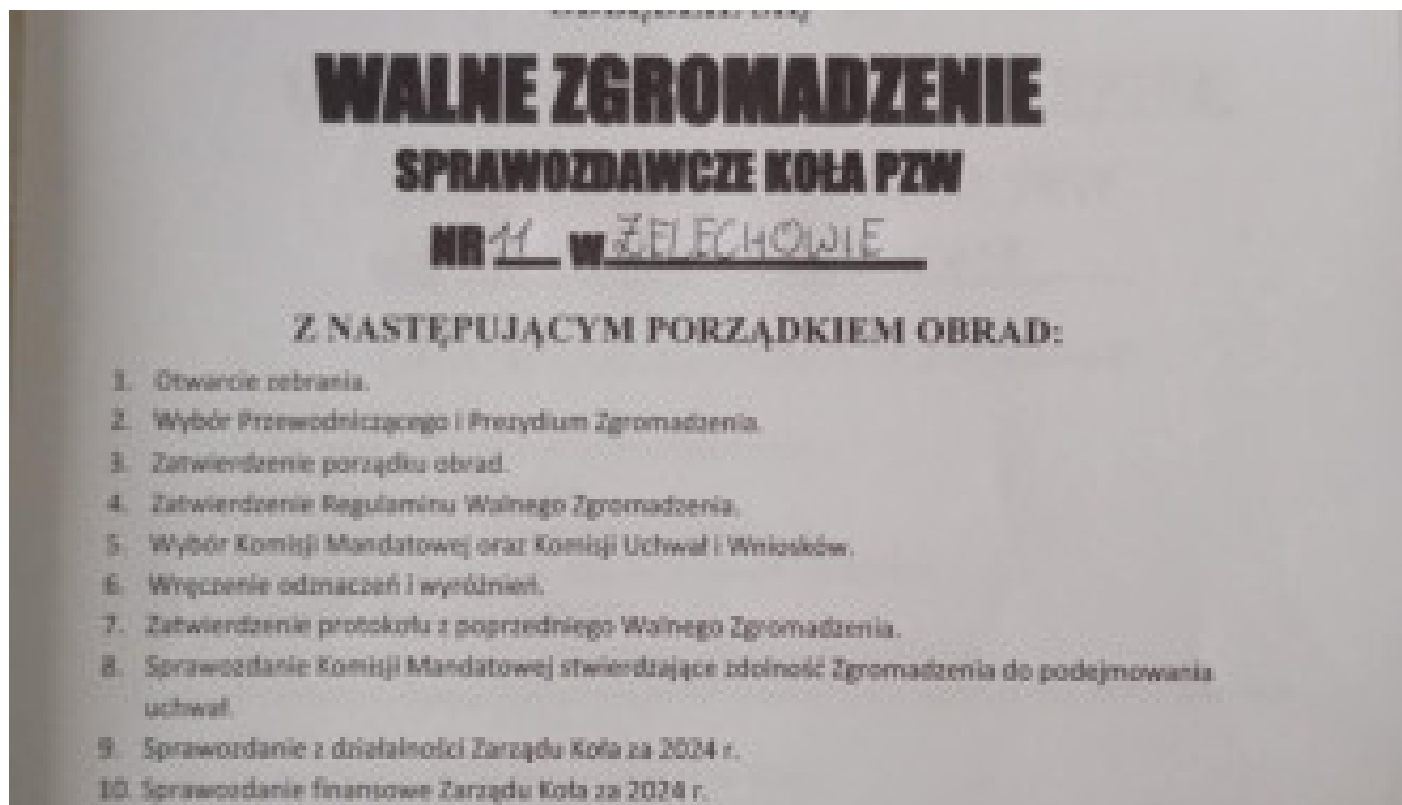 WALNE ZGROMADZENIE
SPRAWOZDAWCZE KOŁA PZW
NR 11 w ŻELECHOWIE
Z NASTĘPUJĄCYM PORZĄDKIEM OBRAD:
1. Otwarcie zebrania.
2. Wybór Przewodniczącego i Prezydium Zgromadzenia.
3. Zatwierdzenie porządku obrad.
4. Zatwierdzenie Regulaminu Walnego Zgromadzenia.
5. Wybór Komisji Mandatowej oraz Komisji Uchwał i Wniosków.
6. Wręczenie odznaczeń i wyróżnień.
7. Zatwierdzenie protokołu z poprzedniego Walnego Zgromadzenia.
8. Sprawozdanie Komisji Mandatowej stwierdzające zdolność Zgromadzenia do podejmowania
uchwał.
9. Sprawozdanie z działalności Zarządu Koła za 2024 r.
10. Sprawozdanie finansowe Zarządu Koła za 2024 r.